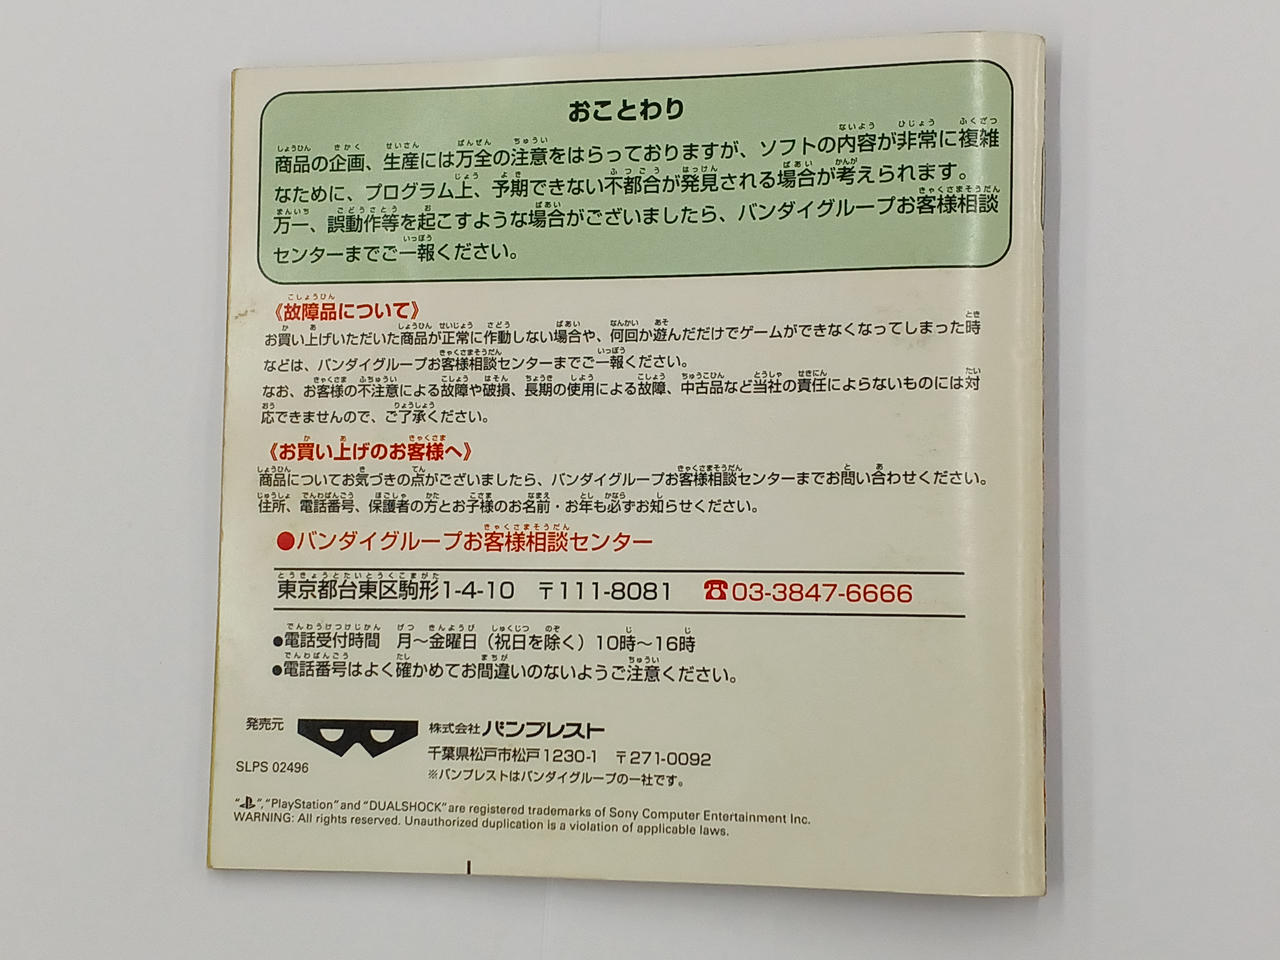 おことわり
商品の企画、生産には万全の注意をはらっておりますが、ソフトの内容が非常に複雑
なために、プログラム上、予期できない不都合が発見される場合が考えられます。
万一、誤動作等を起こすような場合がございましたら、バンダイグループお客様相談
センターまでご一報ください。
《故障品について》
お買い上げいただいた商品が正常に作動しない場合や、何回か遊んだだけでゲームができなくなってしまった時
などは、バンダイグループお客様相談センターまでご一報ください。
なお、お客様の不注意による故障や破損、長期の使用による故障、中古品など当社の責任によらないものには対
応できませんので、ご了承ください。
《お買い上げのお客様へ》
商品についてお気づきの点がございましたら、バンダイグループお客様相談センターまでお問い合わせください。
住所、電話番号、保護者の方とお子様のお名前・お年も必ずお知らせください。
●バンダイグループお客様相談センター
東京都台東区駒形1-4-10 〒111-8081 ☎03-3847-6666
●電話受付時間 月～金曜日（祝日を除く）10時～16時
●電話番号はよく確かめてお間違いのないようご注意ください。
発売元 株式会社バンプレスト
千葉県松戸市松戸1230-1 〒271-0092
※バンプレストはバンダイグループの一社です。
SLPS 02496
“ ”, “PlayStation” and “DUALSHOCK” are registered trademarks of Sony Computer Entertainment Inc.
WARNING: All rights reserved. Unauthorized duplication is a violation of applicable laws.